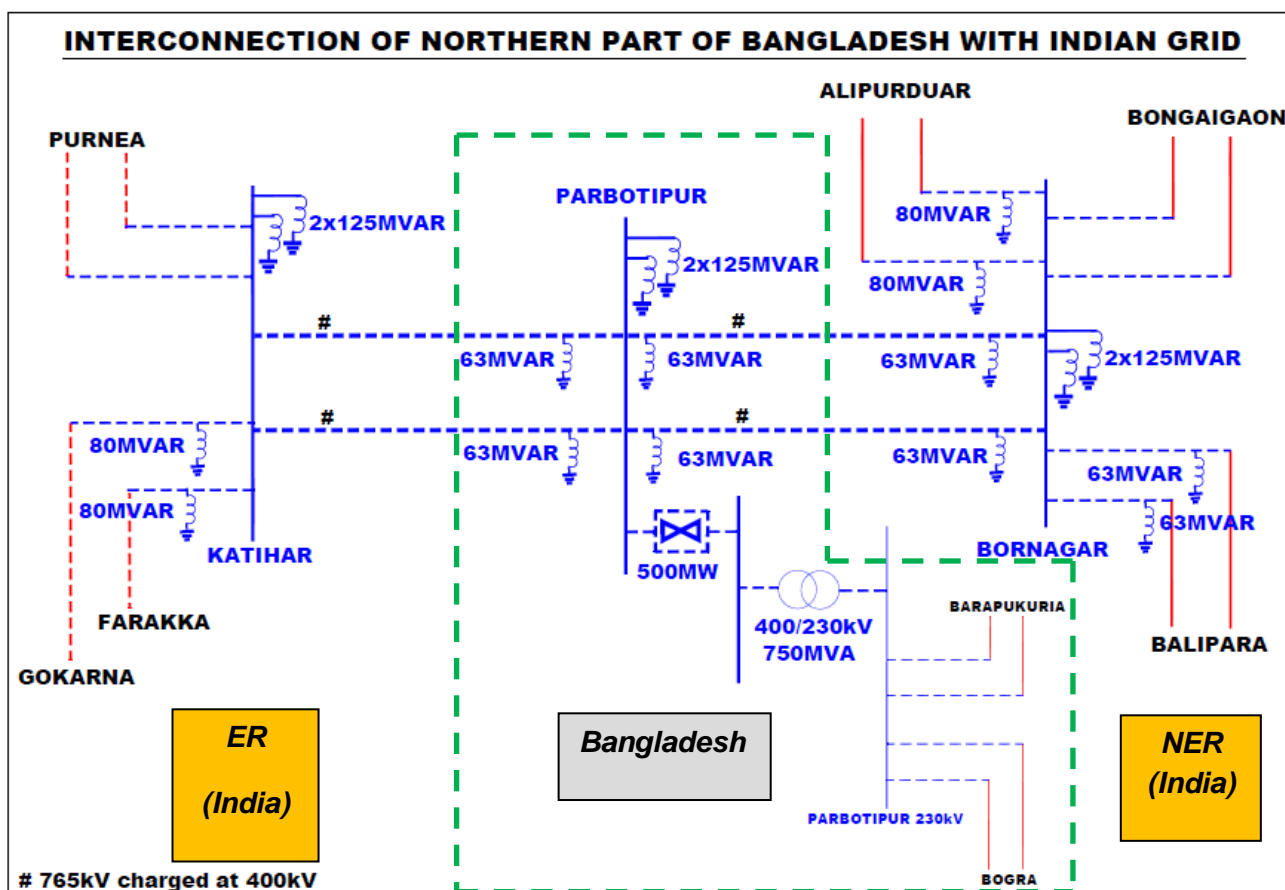 INTERCONNECTION OF NORTHERN PART OF BANGLADESH WITH INDIAN GRID
ALIPURDUAR
BONGAIGAON
PURNEA
PARBOTIPUR
2x125MVAR
80MVAR
2x125MVAR
80MVAR
#
#
63MVAR
63MVAR
63MVAR
2x125MVAR
#
#
80MVAR
63MVAR
63MVAR
63MVAR
63MVAR
80MVAR
63MVAR
KATIHAR
BORNAGAR
500MW
BARAPUKURIA
FARAKKA
400/230kV
750MVA
BALIPARA
GOKARNA
ER
(India)
Bangladesh
NER
(India)
PARBOTIPUR 230kV
# 765kV charged at 400kV
BOGRA